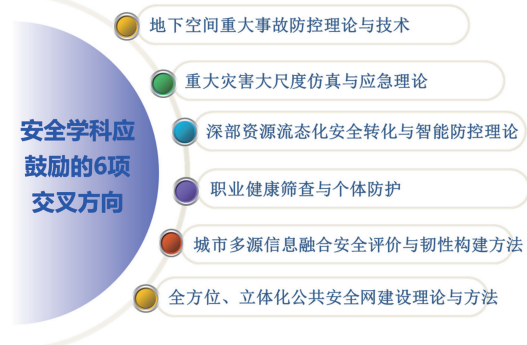 安全学科应
鼓励的6项
交叉方向
地下空间重大事故防控理论与技术
重大灾害大尺度仿真与应急理论
深部资源流态化安全转化与智能防控理论
职业健康筛查与个体防护
城市多源信息融合安全评价与韧性构建方法
全方位、立体化公共安全网建设理论与方法